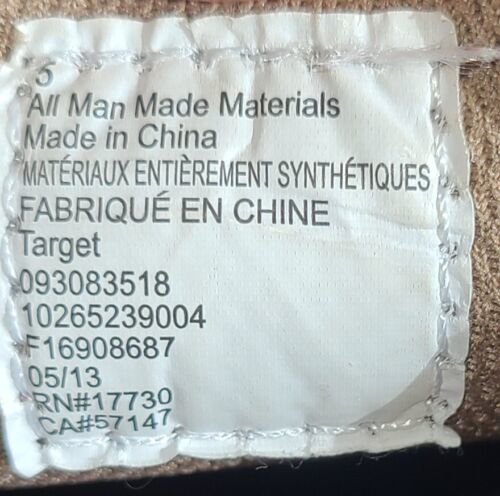 6
All Man Made Materials
Made in China
MATÉRIAUX ENTIÈREMENT SYNTHÉTIQUES
FABRIQUÉ EN CHINE
Target
093083518
10265239004
F16908687
05/13
RN#17730
CA#57147